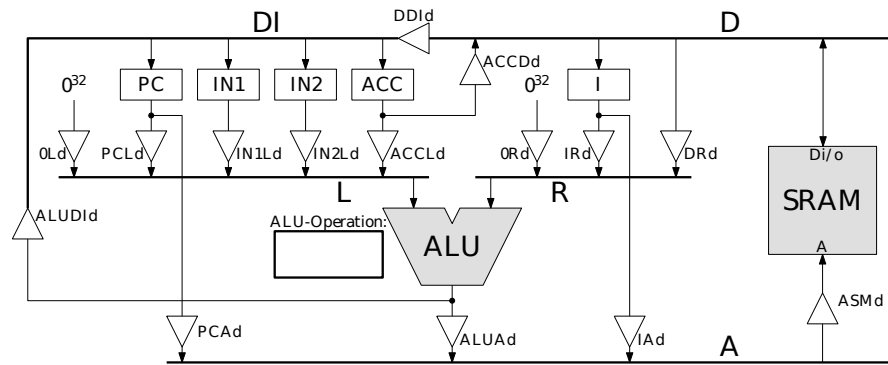 DI
DDId
D
ACCDd
0³²
PC
IN1
IN2
ACC
0³²
I
0Ld
PCLd
IN1Ld
IN2Ld
ACCLd
0Rd
IRd
DRd
Di/o
L
R
SRAM
ALUDId
ALU-Operation:
ALU
A
ASMd
PCAd
ALUAd
IAd
A